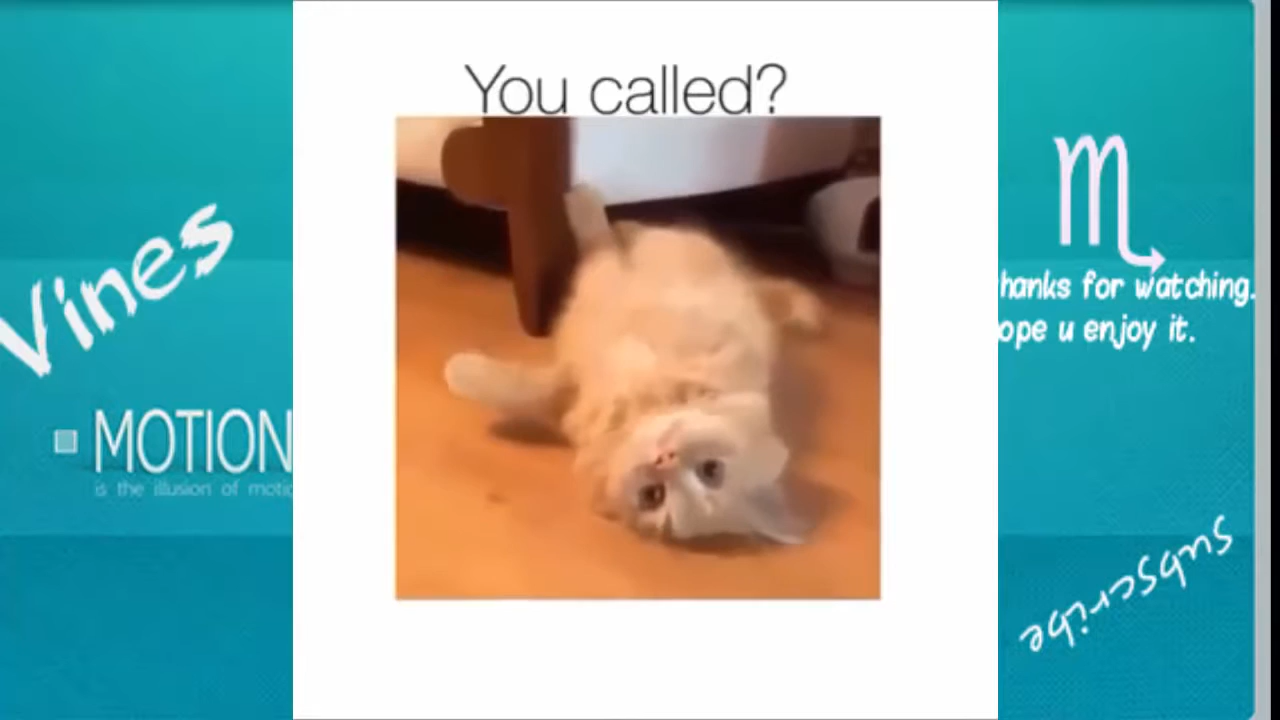 You called?
Vines
MOTION
is the illusion of motio
hanks for watching.
ope u enjoy it.
Subscribe